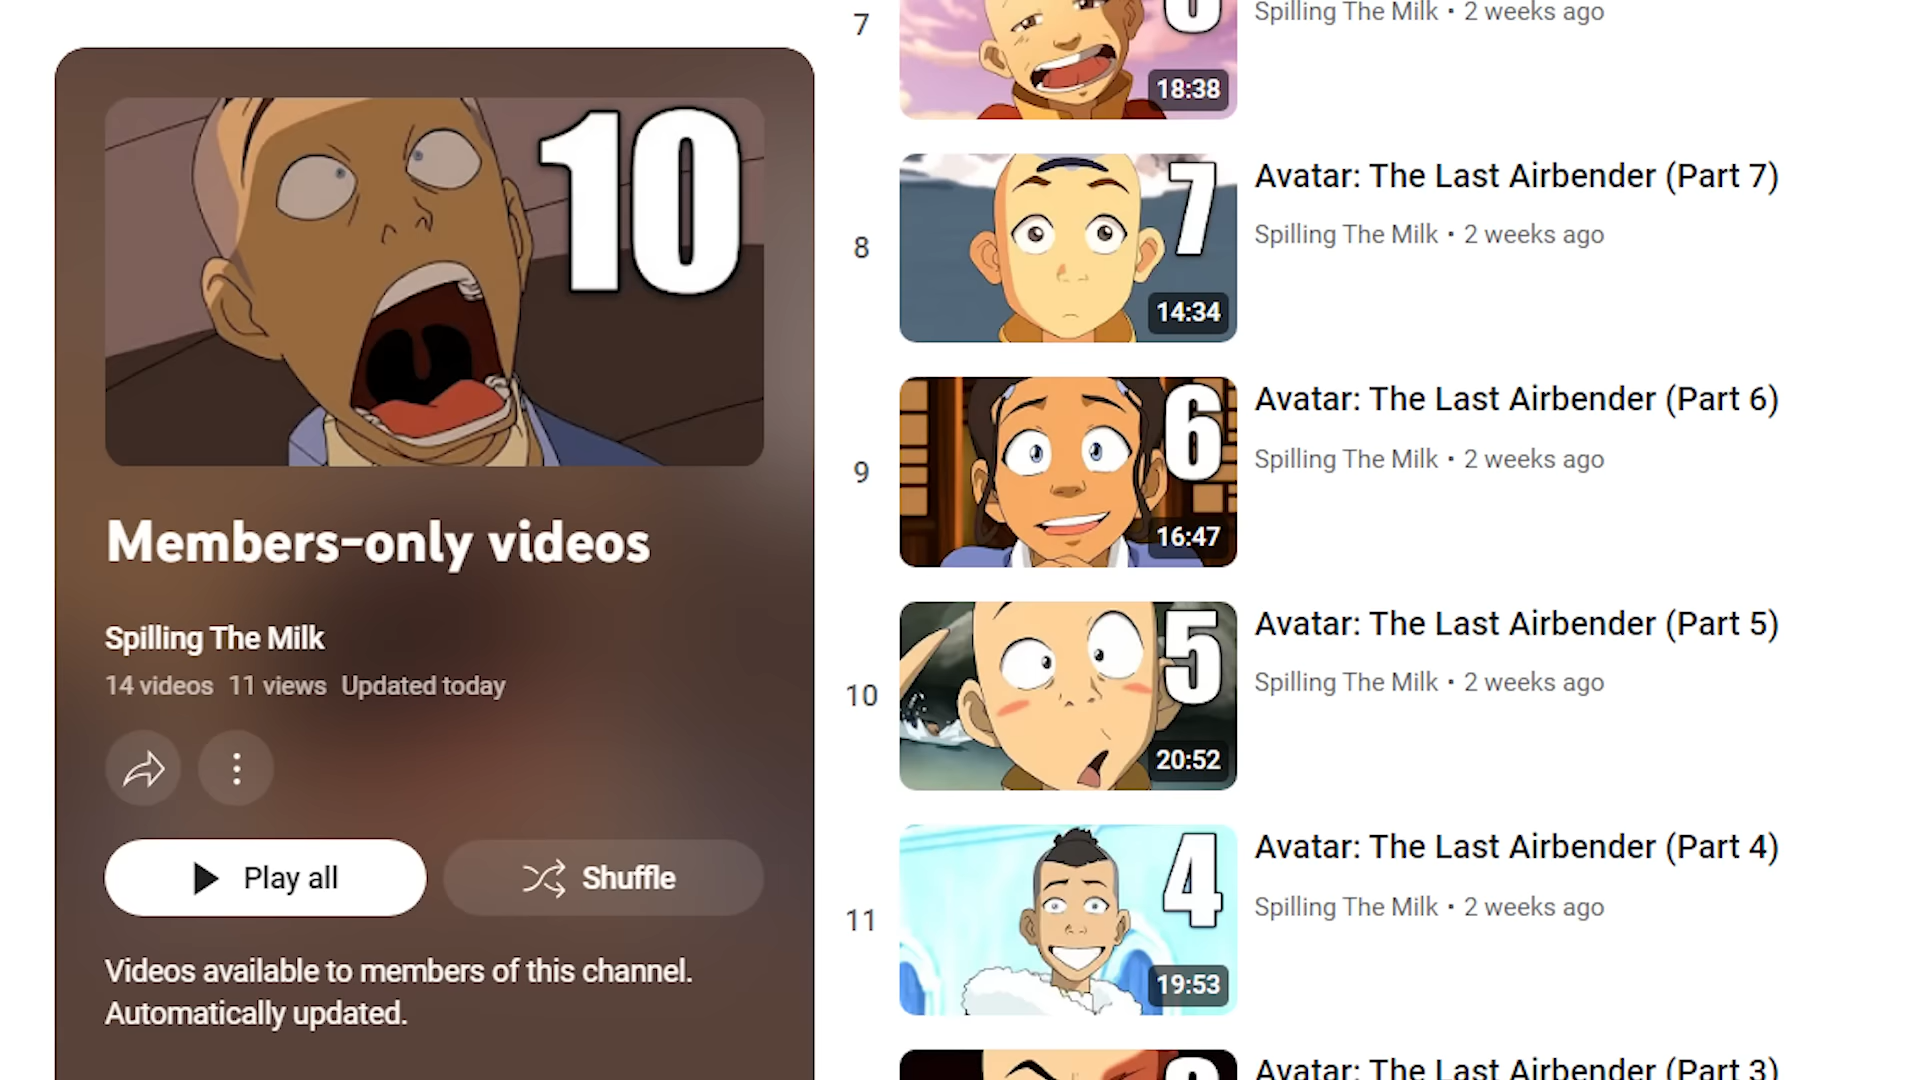 10
Members-only videos
Spilling The Milk
14 videos 11 views Updated today
Play all
Shuffle
Videos available to members of this channel.
Automatically updated.
7
18:38
Spilling The Milk • 2 weeks ago
8
7
14:34
Avatar: The Last Airbender (Part 7)
Spilling The Milk • 2 weeks ago
9
6
16:47
Avatar: The Last Airbender (Part 6)
Spilling The Milk • 2 weeks ago
10
5
20:52
Avatar: The Last Airbender (Part 5)
Spilling The Milk • 2 weeks ago
11
4
19:53
Avatar: The Last Airbender (Part 4)
Spilling The Milk • 2 weeks ago
Avatar: The Last Airbender (Part 3)